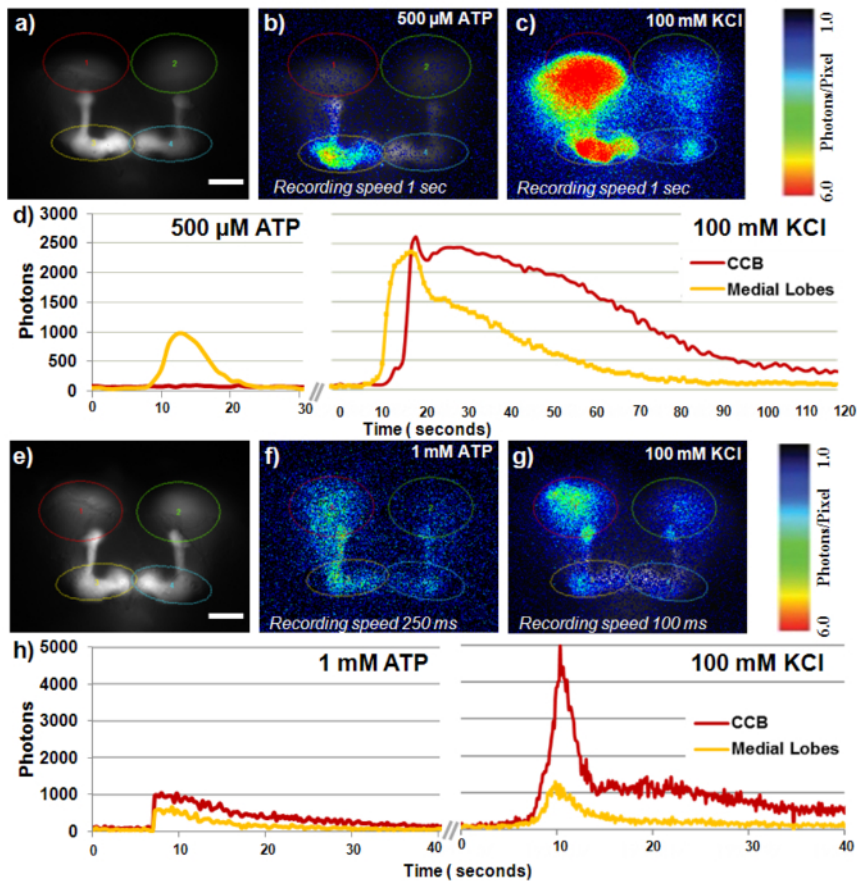 a)
b)
500 µM ATP
c)
100 mM KCl
1
2
4
Recording speed 1 sec
Recording speed 1 sec
1.0
Photons/Pixel
6.0
d)
500 µM ATP
100 mM KCl
CCB
Medial Lobes
Photons
3000
2500
2000
1500
1000
500
0
0 10 20 30
0 10 20 30 40 50 60 70 80 90 100 110 120
Time ( seconds)
e)
f)
1 mM ATP
g)
100 mM KCl
2
4
Recording speed 250 ms
Recording speed 100 ms
1.0
Photons/Pixel
6.0
h)
1 mM ATP
100 mM KCl
CCB
Medial Lobes
Photons
5000
4000
3000
2000
1000
0
0 10 20 30 40
0 10 20 30 40
Time ( seconds)